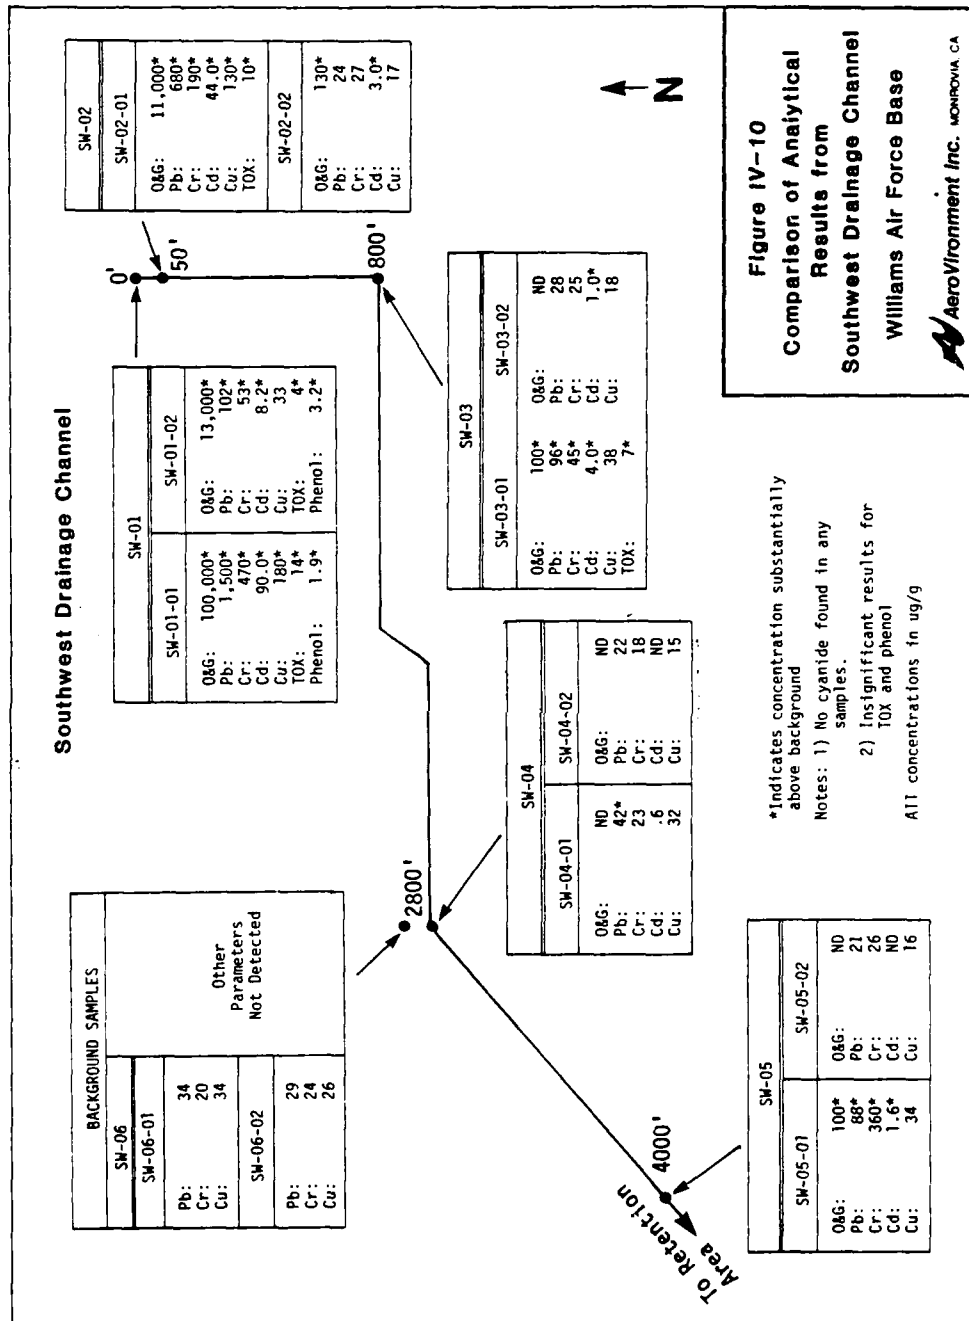 Southwest Drainage Channel
BACKGROUND SAMPLES
SW-06
SW-06-01
Pb: 34
Cr: 20
Cu: 34
SW-06-02
Pb: 29
Cr: 24
Cu: 26
Other
Parameters
Not Detected
SW-01
SW-01-01
O&G: 100,000*
Pb: 1,500*
Cr: 470*
Cd: 90.0*
Cu: 180*
TOX: 14*
Phenol: 1.9*
SW-01-02
O&G: 13,000*
Pb: 102*
Cr: 53*
Cd: 8.2*
Cu: 33
TOX: 4*
Phenol: 3.2*
SW-02
SW-02-01
O&G: 11,000*
Pb: 680*
Cr: 190*
Cd: 44.0*
Cu: 130*
TOX: 10*
SW-02-02
O&G: 130*
Pb: 24
Cr: 27
Cd: 3.0*
Cu: 17
0'
50'
800'
2800'
4000'
To Retention
Area
N
SW-03
SW-03-01
O&G: 100*
Pb: 96*
Cr: 45*
Cd: 4.0*
Cu: 38
TOX: 7*
SW-03-02
O&G: ND
Pb: 28
Cr: 25
Cd: 1.0*
Cu: 18
SW-04
SW-04-01
O&G: ND
Pb: 42*
Cr: 23
Cd: .6
Cu: 32
SW-04-02
O&G: ND
Pb: 22
Cr: 18
Cd: ND
Cu: 15
SW-05
SW-05-01
O&G: 100*
Pb: 88*
Cr: 360*
Cd: 1.6*
Cu: 34
SW-05-02
O&G: ND
Pb: 21
Cr: 26
Cd: ND
Cu: 16
*Indicates concentration substantially
above background
Notes: 1) No cyanide found in any
samples.
2) Insignificant results for
TOX and phenol
All concentrations in ug/g
Figure IV-10
Comparison of Analytical
Results from
Southwest Drainage Channel
Williams Air Force Base
AeroVironment Inc. MONROVIA, CA